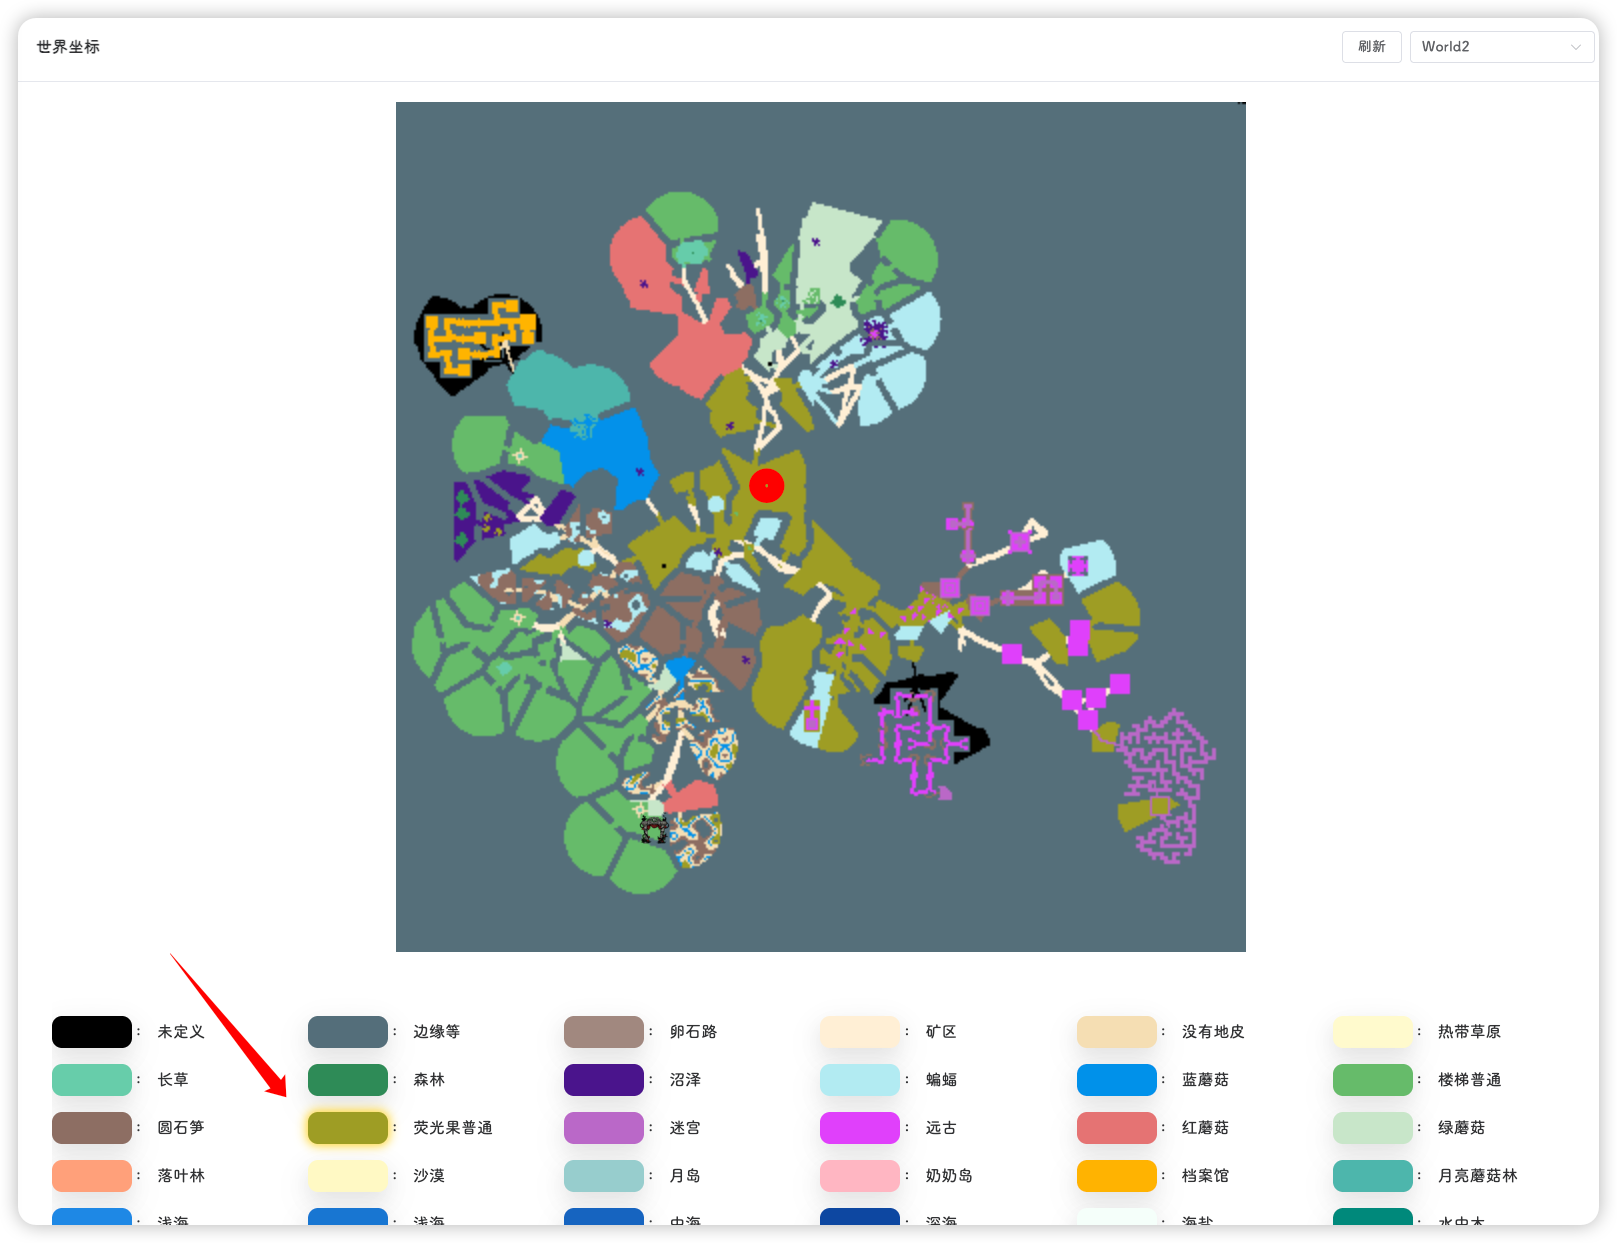 世界坐标
刷新 World2
未定义 : 边缘等 : 卵石路 : 矿区 : 没有地皮 : 热带草原
长草 : 森林 : 沼泽 : 蝙蝠 : 蓝蘑菇 : 楼梯普通
圆石笋 : 荧光果普通 : 迷宫 : 远古 : 红蘑菇 : 绿蘑菇
落叶林 : 沙漠 : 月岛 : 奶奶岛 : 档案馆 : 月亮蘑菇林
浅海 : 浅海 : 中海 : 深海 : 海盐 : 水中木